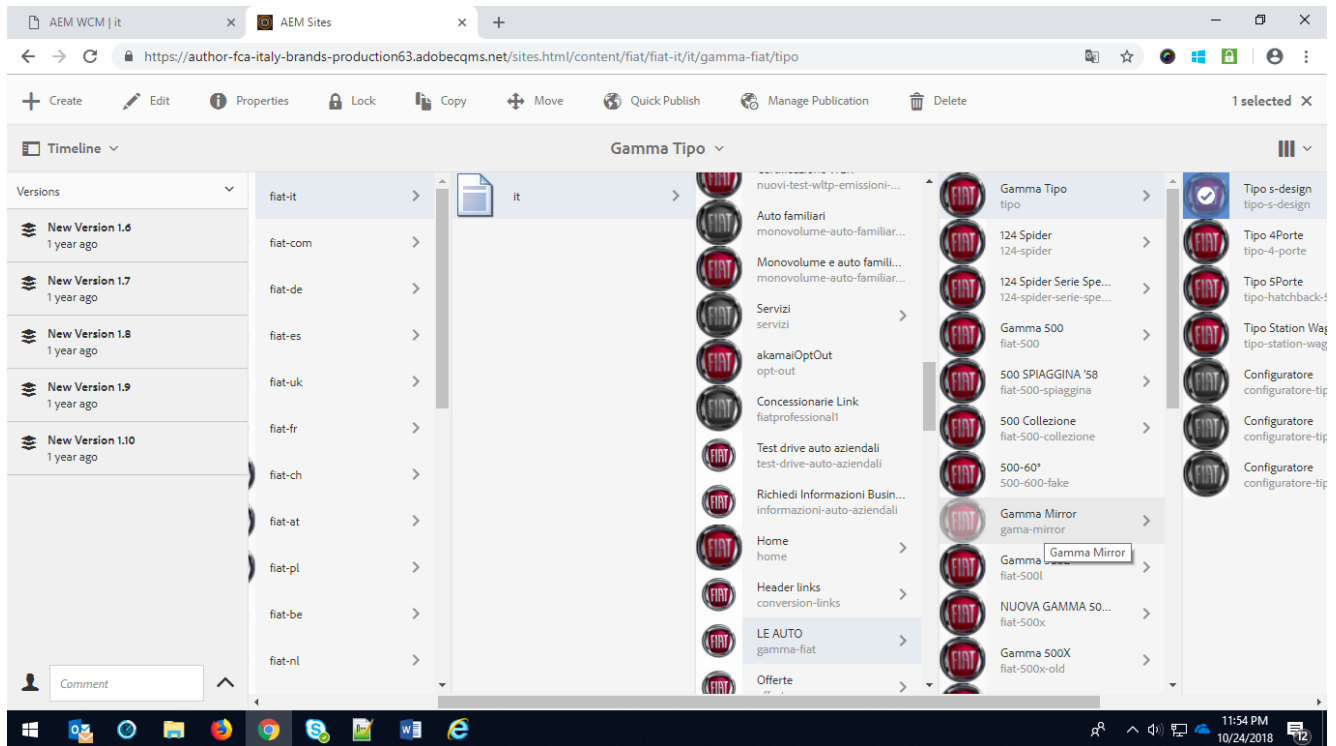 AEM WCM | it
AEM Sites
https://author-fca-italy-brands-production63.adobecqms.net/sites.html/content/fiat/fiat-it/it/gamma-fiat/tipo
Create
Edit
Properties
Lock
Copy
Move
Quick Publish
Manage Publication
Delete
1 selected
Timeline
Gamma Tipo
Versions
New Version 1.6
1 year ago
New Version 1.7
1 year ago
New Version 1.8
1 year ago
New Version 1.9
1 year ago
New Version 1.10
1 year ago
Comment
fiat-it
fiat-com
fiat-de
fiat-es
fiat-uk
fiat-fr
fiat-ch
fiat-at
fiat-pl
fiat-be
fiat-nl
it
nuovi-test-wltp-emissioni-...
Auto familiari
monovolume-auto-familiar...
Monovolume e auto famili...
monovolume-auto-familiar...
Servizi
servizi
akamaiOptOut
opt-out
Concessionarie Link
fiatprofessional1
Test drive auto aziendali
test-drive-auto-aziendali
Richiedi Informazioni Busin...
informazioni-auto-aziendali
Home
home
Header links
conversion-links
LE AUTO
gamma-fiat
Offerte
Gamma Tipo
tipo
124 Spider
124-spider
124 Spider Serie Spe...
124-spider-serie-spe...
Gamma 500
fiat-500
500 SPIAGGINA '58
fiat-500-spiaggina
500 Collezione
fiat-500-collezione
500-60°
500-600-fake
Gamma Mirror
gama-mirror
Gamma Mirror
Gamma
fiat-500l
NUOVA GAMMA 50...
fiat-500x
Gamma 500X
fiat-500x-old
Tipo s-design
tipo-s-design
Tipo 4Porte
tipo-4-porte
Tipo 5Porte
tipo-hatchback-5
Tipo Station Wag
tipo-station-wag
Configuratore
configuratore-tip
Configuratore
configuratore-tip
Configuratore
configuratore-tip
11:54 PM
10/24/2018
12